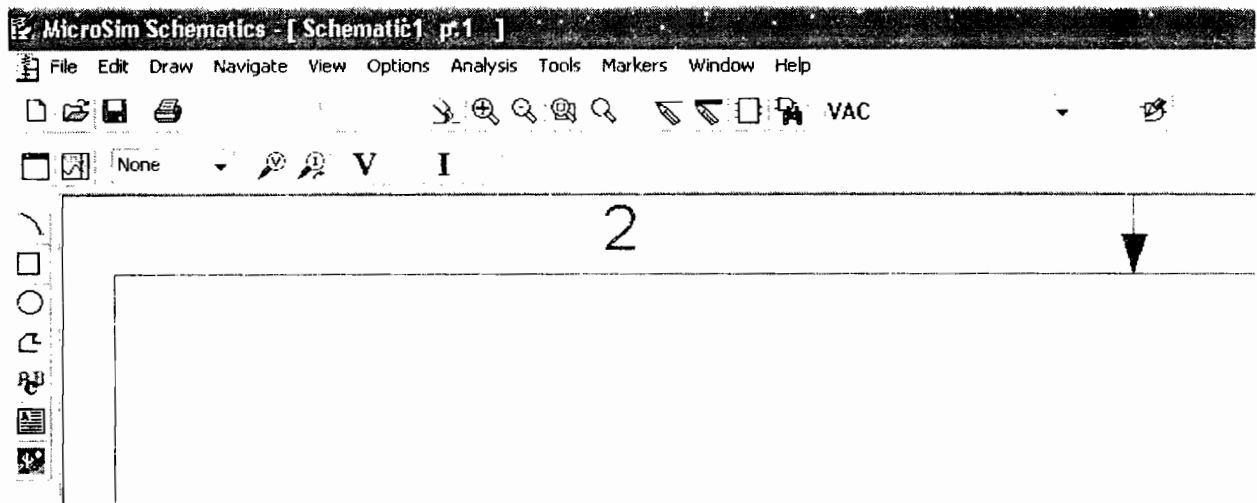 MicroSim Schematics - [ Schematic1 p.1 ]
File Edit Draw Navigate View Options Analysis Tools Markers Window Help
VAC
None V I
2